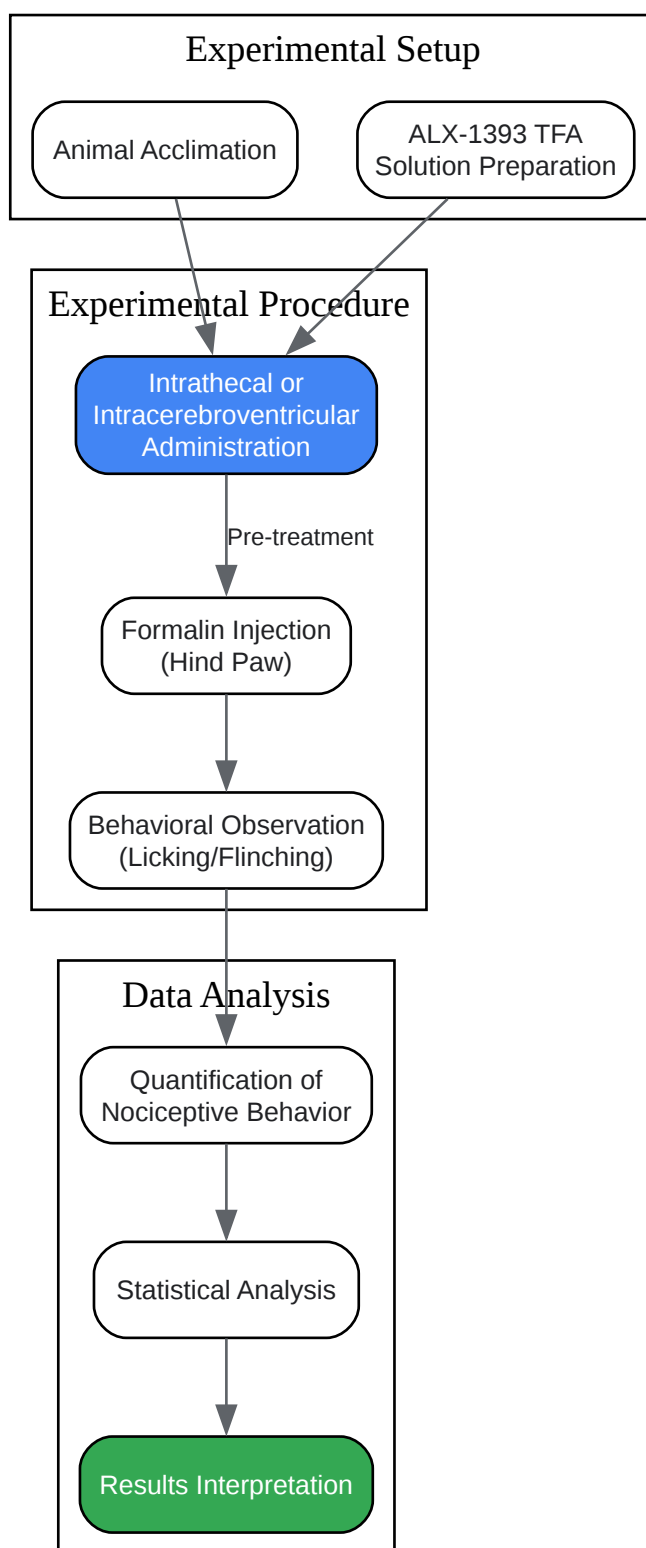 Experimental Setup
Animal Acclimation
ALX-1393 TFA
Solution Preparation
Experimental Procedure
Intrathecal or
Intracerebroventricular
Administration
Pre-treatment
Formalin Injection
(Hind Paw)
Behavioral Observation
(Licking/Flinching)
Data Analysis
Quantification of
Nociceptive Behavior
Statistical Analysis
Results Interpretation